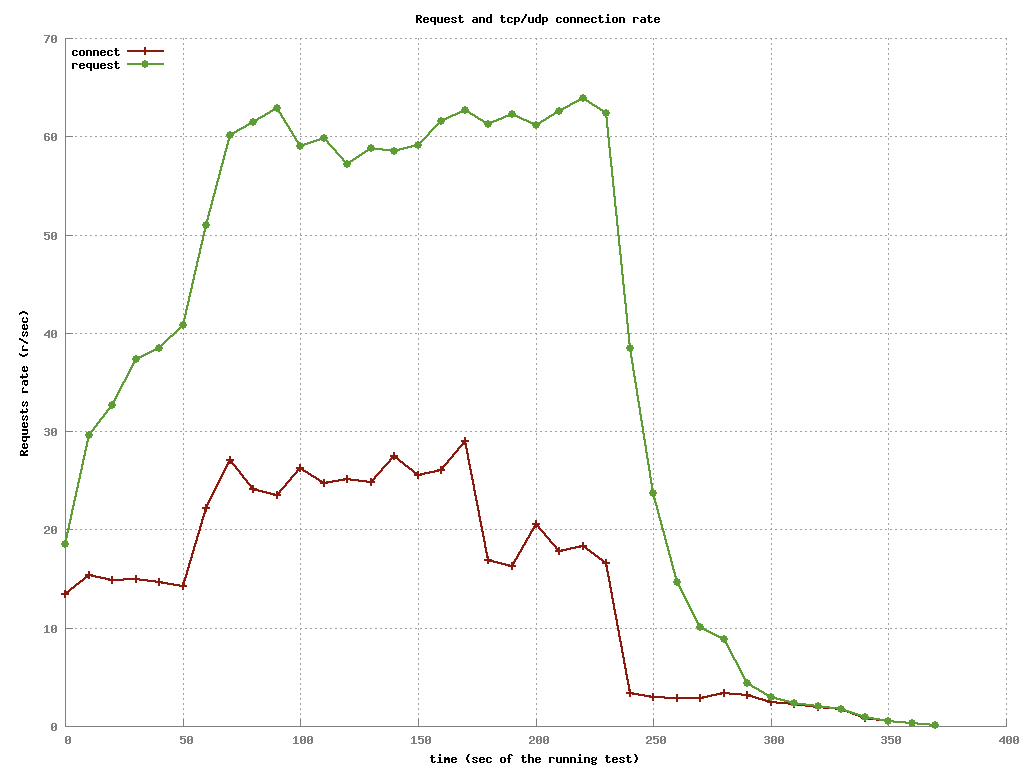 Request and tcp/udp connection rate
70
connect
request
60
50
40
Requests rate (r/sec)
30
20
10
0
0 50 100 150 200 250 300 350 400
time (sec of the running test)